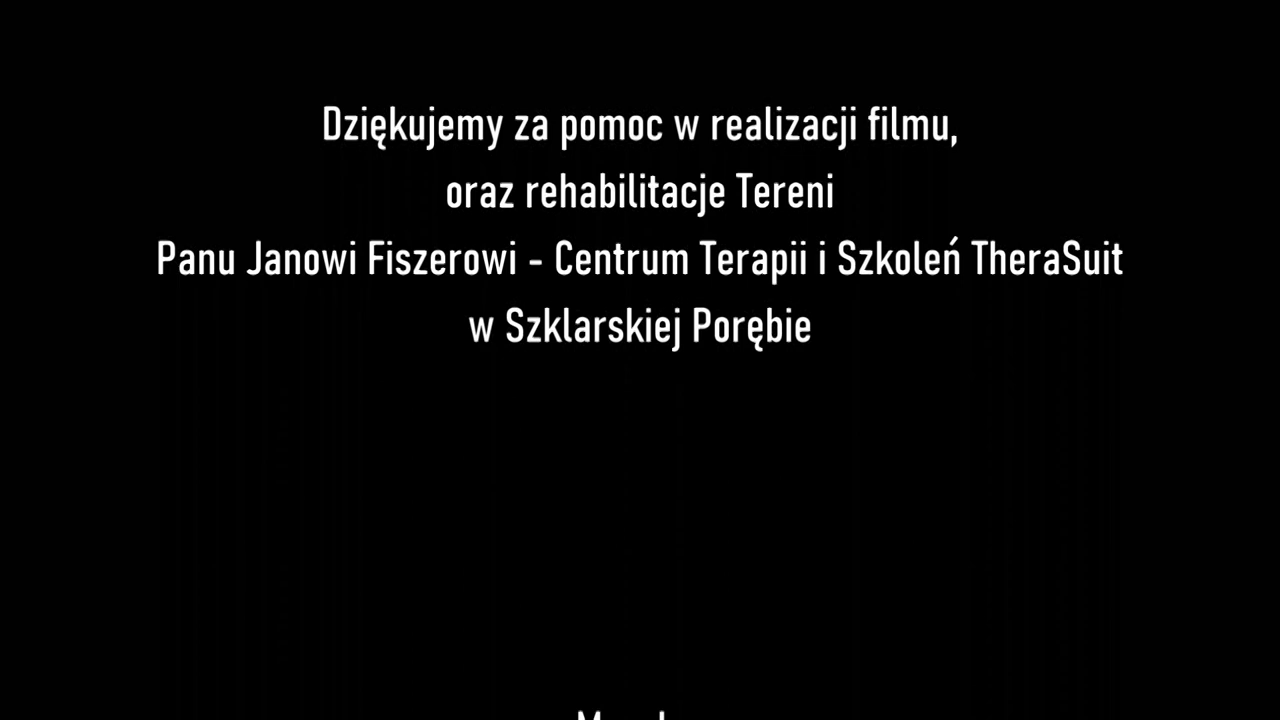 Dziękujemy za pomoc w realizacji filmu,
oraz rehabilitacje Tereni
Panu Janowi Fiszerowi - Centrum Terapii i Szkoleń TheraSuit
w Szklarskiej Porębie